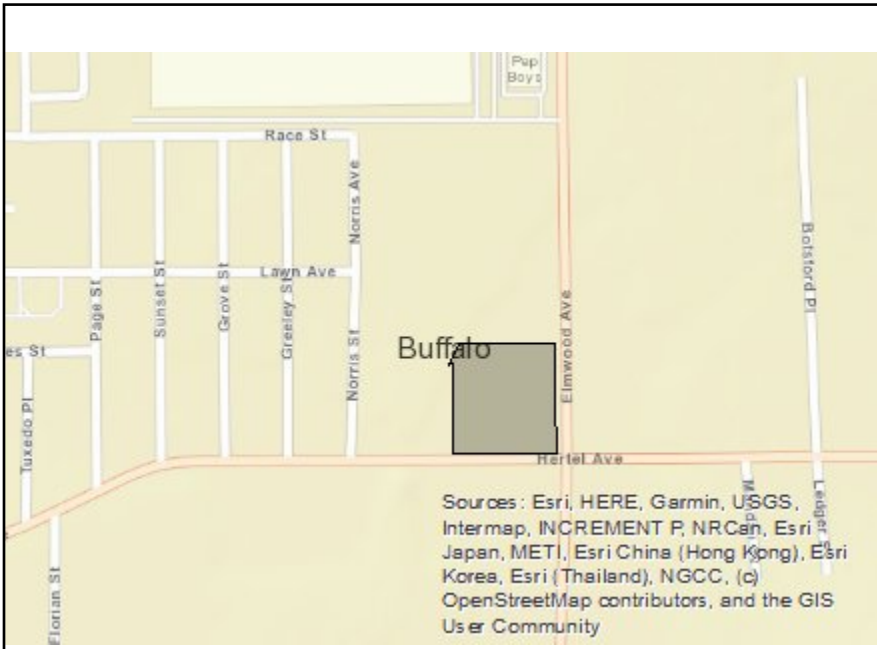 Pep
Boys
Race St
Norris Ave
Botsford Pl
Lawn Ave
Page St
Sunset St
Grove St
Greeley St
Norris St
Elmwood Ave
Buffalo
es St
Tuxedo Pl
Hertel Ave
Ledger
Florian St
Sources: Esri, HERE, Garmin, USGS,
Intermap, INCREMENT P, NRCan, Esri
Japan, METI, Esri China (Hong Kong), Esri
Korea, Esri (Thailand), NGCC, (c)
OpenStreetMap contributors, and the GIS
User Community